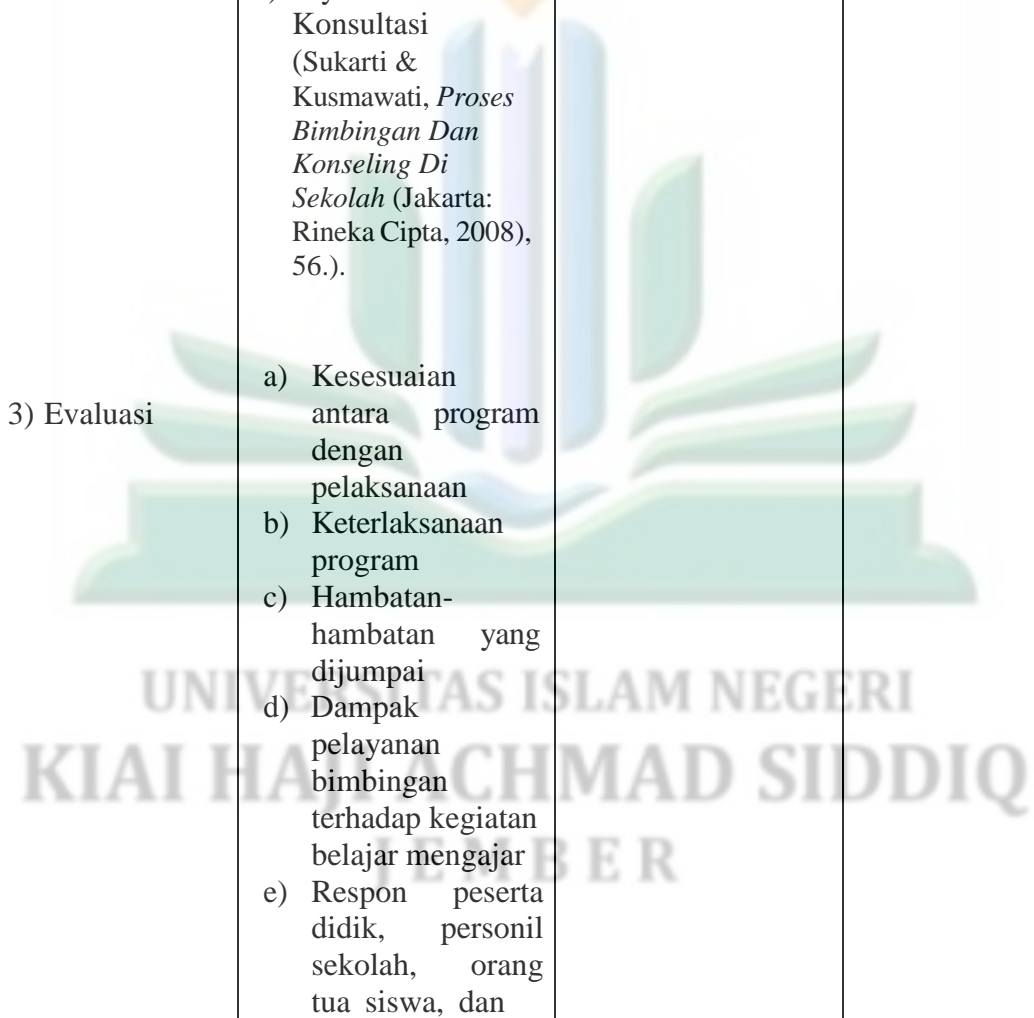 Konsultasi
(Sukarti &
Kusmawati, Proses
Bimbingan Dan
Konseling Di
Sekolah (Jakarta:
Rineka Cipta, 2008),
56.).
3) Evaluasi
a) Kesesuaian
antara program
dengan
pelaksanaan
b) Keterlaksanaan
program
c) Hambatan-
hambatan yang
dijumpai
d) Dampak
pelayanan
bimbingan
terhadap kegiatan
belajar mengajar
e) Respon peserta
didik, personil
sekolah, orang
tua siswa, dan
UNIVERSITAS ISLAM NEGERI
KIAI HAJI ACHMAD SIDDIQ
JEMBER